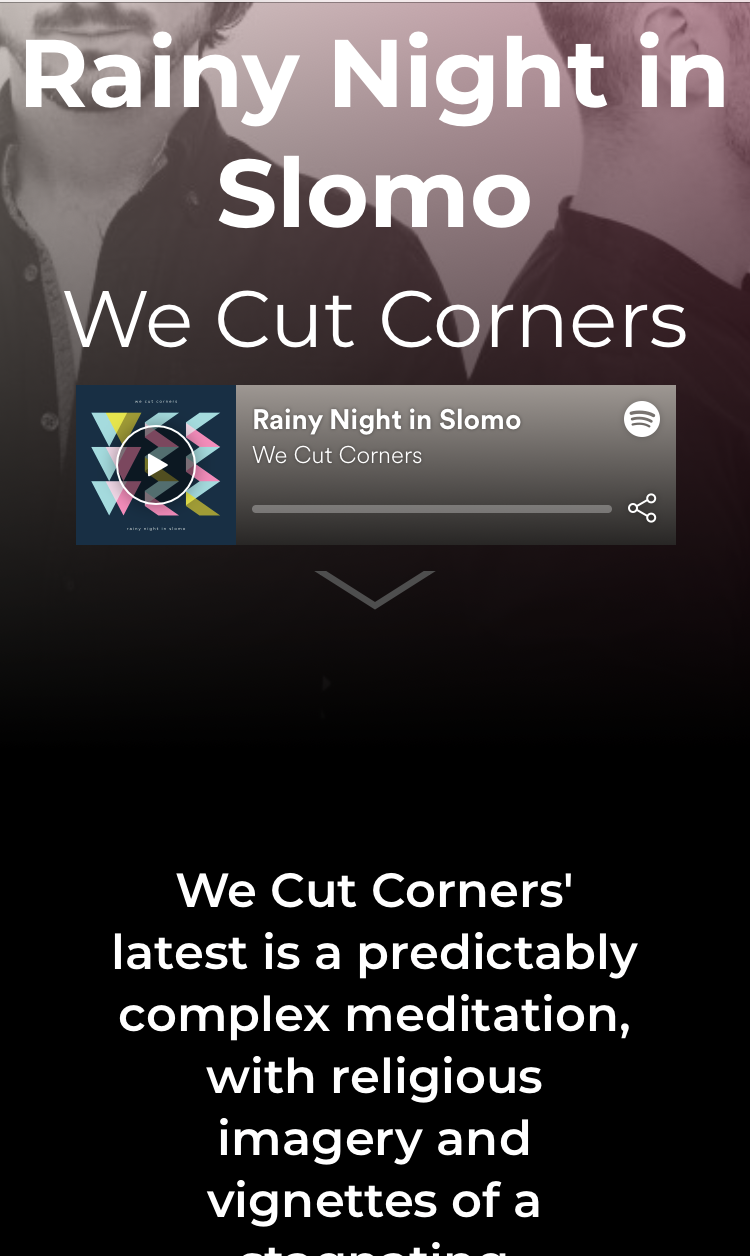 Rainy Night in
Slomo
We Cut Corners
we cut corners
Rainy Night in Slomo
We Cut Corners
rainy night in slomo
We Cut Corners'
latest is a predictably
complex meditation,
with religious
imagery and
vignettes of a
stagnating